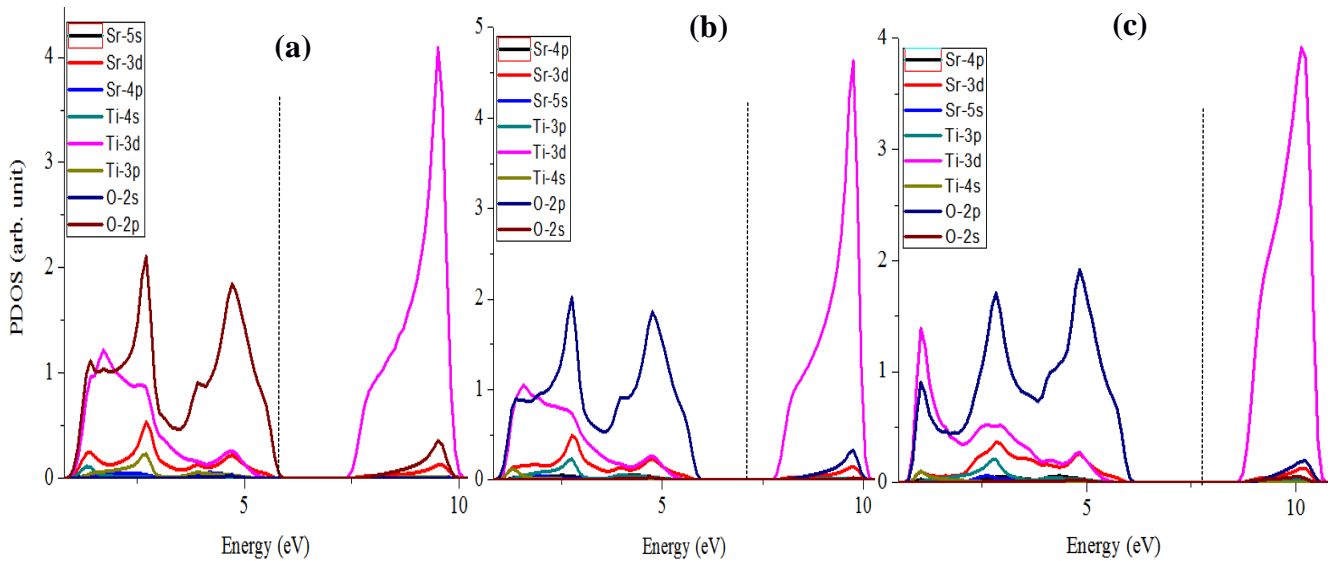 (a)
Sr-5s
Sr-3d
Sr-4p
Ti-4s
Ti-3d
Ti-3p
O-2s
O-2p
4
3
2
1
0
5
10
PDOS (arb. unit)
Energy (eV)
(b)
Sr-4p
Sr-3d
Sr-5s
Ti-3p
Ti-3d
Ti-4s
O-2p
O-2s
5
4
3
2
1
0
5
10
Energy (eV)
(c)
Sr-4p
Sr-3d
Sr-5s
Ti-3p
Ti-3d
Ti-4s
O-2p
O-2s
4
3
2
1
0
5
10
Energy (eV)